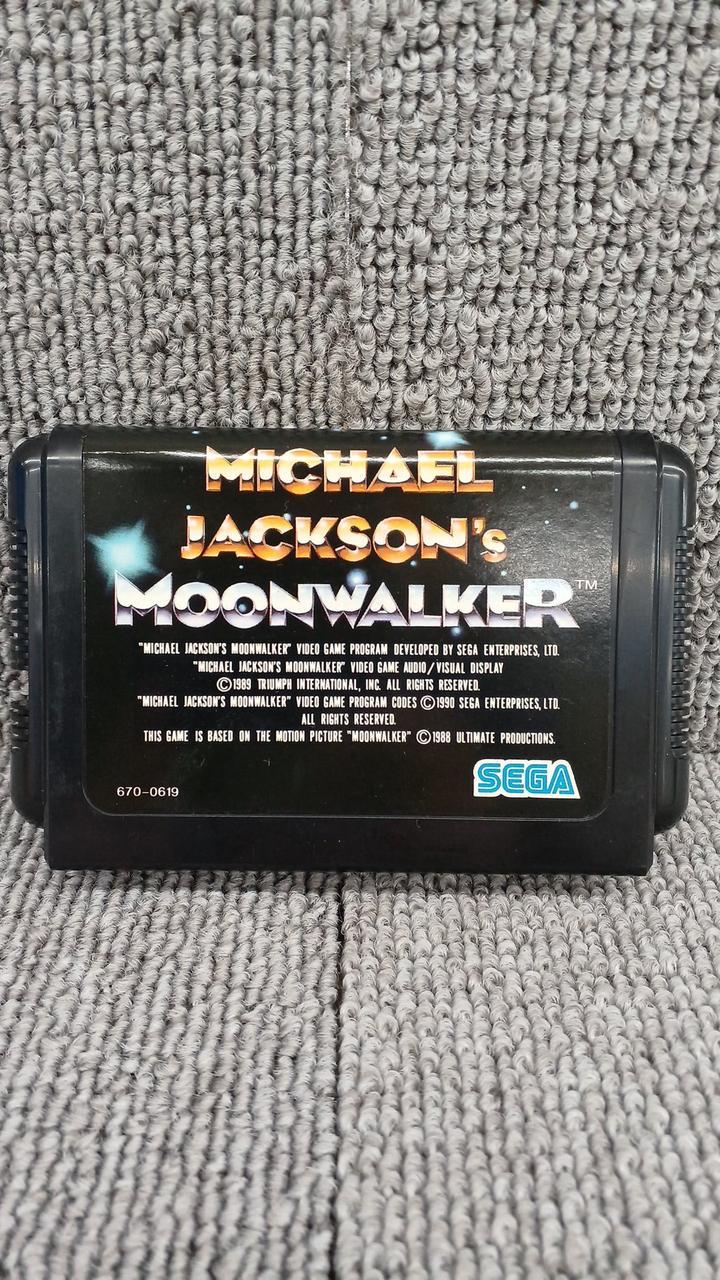 MICHAEL
JACKSON'S
MOONWALKER™
"MICHAEL JACKSON'S MOONWALKER" VIDEO GAME PROGRAM DEVELOPED BY SEGA ENTERPRISES, LTD.
"MICHAEL JACKSON'S MOONWALKER" VIDEO GAME AUDIO/VISUAL DISPLAY
©1989 TRIUMPH INTERNATIONAL, INC. ALL RIGHTS RESERVED.
"MICHAEL JACKSON'S MOONWALKER" VIDEO GAME PROGRAM CODES ©1990 SEGA ENTERPRISES, LTD.
ALL RIGHTS RESERVED.
THIS GAME IS BASED ON THE MOTION PICTURE "MOONWALKER" ©1988 ULTIMATE PRODUCTIONS.
SEGA
670-0619